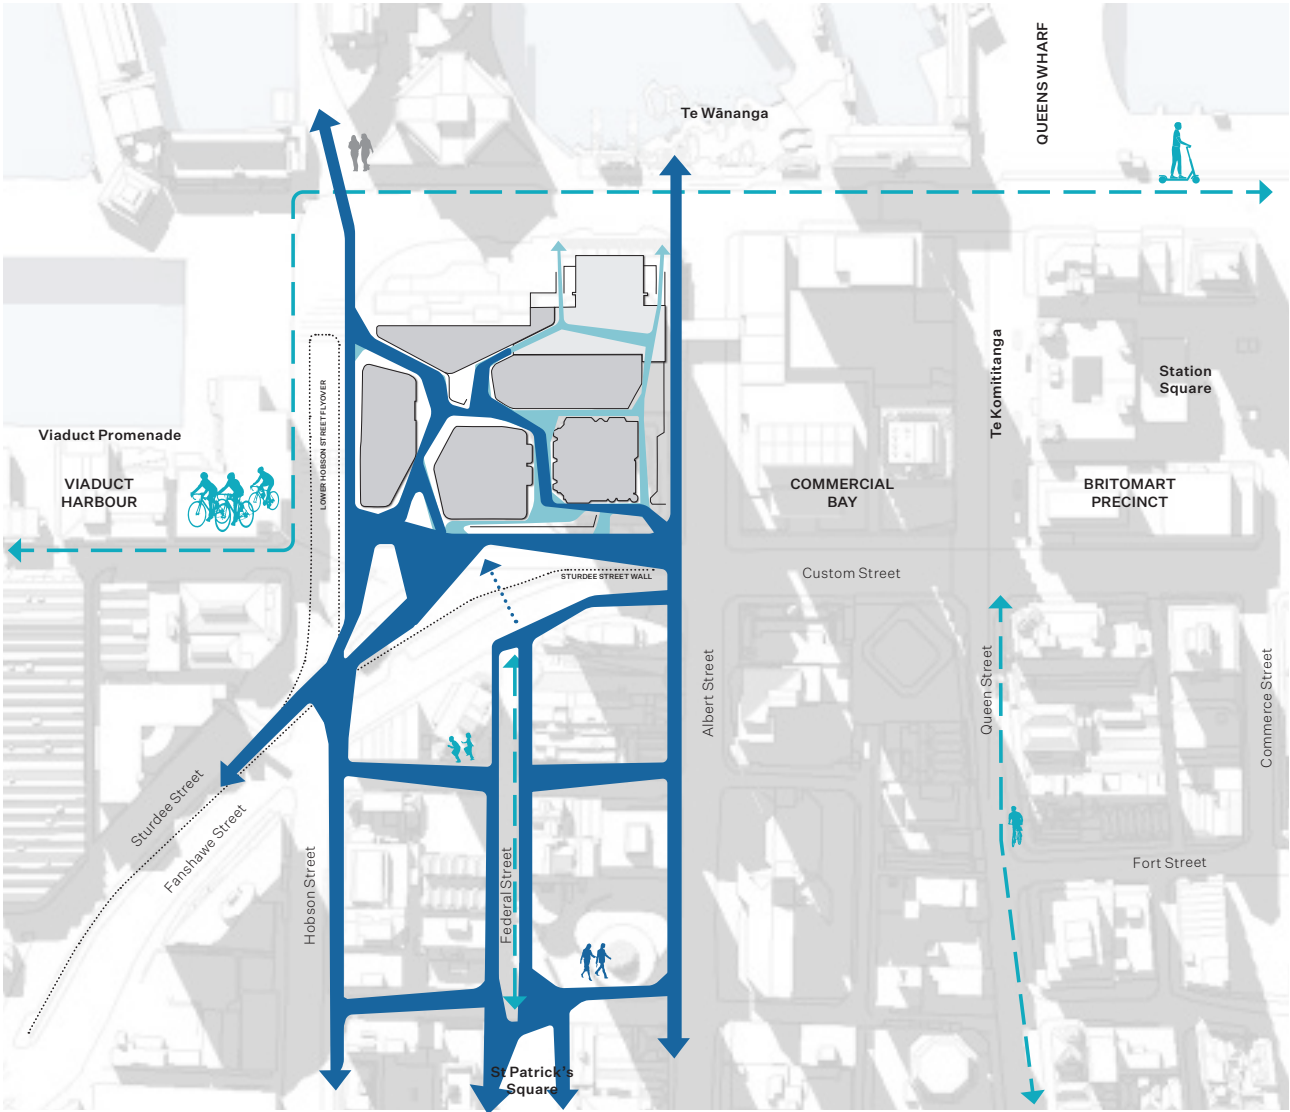 QUEENS WHARF
Te Wānanga
Te Komititanga
Station
Square
LOWER HOBSON STREET FLYOVER
Viaduct Promenade
VIADUCT
HARBOUR
COMMERCIAL
BAY
BRITOMART
PRECINCT
STURDEE STREET WALL
Custom Street
Albert Street
Queen Street
Commerce Street
Sturdee Street
Fanshawe Street
Hobson Street
Federal Street
Fort Street
St Patrick's
Square